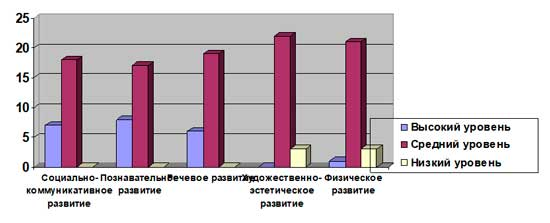 25
20
15
10
5
0
Социально-коммуникативное развитие
Познавательное развитие
Речевое развитие
Художественно-эстетическое развитие
Физическое развитие
Высокий уровень
Средний уровень
Низкий уровень